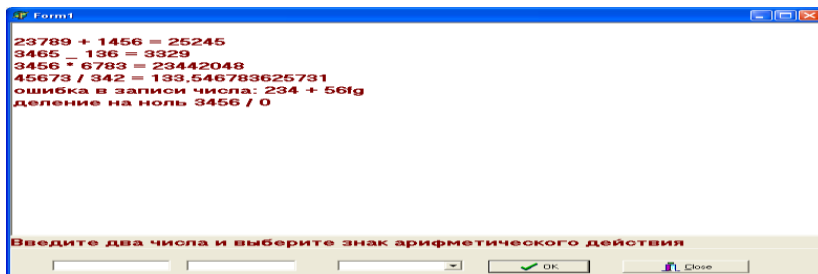 Form1
23789 + 1456 = 25245
3465 _ 136 = 3329
3456 * 6783 = 23442048
45673 / 342 = 133,546783625731
ошибка в записи числа: 234 + 56fg
деление на ноль 3456 / 0
Введите два числа и выберите знак арифметического действия
OK Close